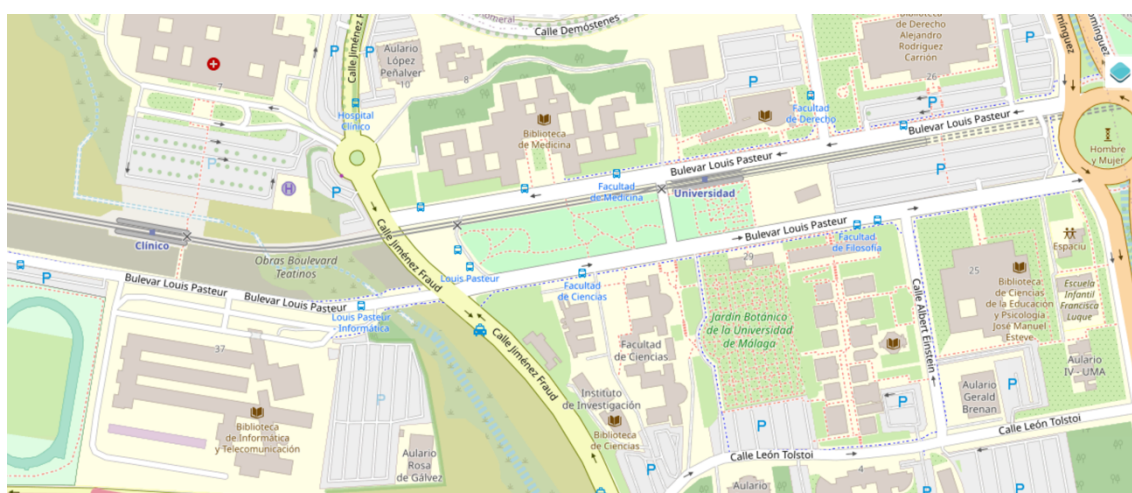 Calle Demóstenes
Calle Jiménez F
Aulario
López
Peñalver
10
8
7
P
P
P
P
P
P
P
Biblioteca
de Derecho
Alejandro
Rodríguez
Carrión
26
omínguez
Domínguez
Hospital
Clínico
Biblioteca
de Medicina
Facultad
de Derecho
Bulevar Louis Pasteur
Bulevar Louis Pasteur
Hombre
y Mujer
H
P
Facultad
de Medicina
Universidad
P
Clínico
Calle Jiménez Fraud
Obras Boulevard
Teatinos
Louis Pasteur
Bulevar Louis Pasteur
Facultad
de Filosofía
Espaciu
P
Bulevar Louis Pasteur
Bulevar Louis Pasteur
Facultad
de Ciencias
29
25
Biblioteca:
de Ciencias
de la Educación
y Psicología
José Manuel
Esteve
Escuela
Infantil
Francisca
Luque
Louis Pasteur
Informática
Jardín Botánico
de la Universidad
de Málaga
Calle Albert Einstein
37
Calle Jiménez Fraud
Facultad
de Ciencias
Aulario
IV - UMA
Aulario
Gerald
Brenan
P
Instituto
de Investigación
P
P
P
Biblioteca
de Informática
y Telecomunicación
Biblioteca
de Ciencias
Calle León Tolstoi
Aulario
Rosa
de Gálvez
Calle León Tolstoi
P
4
Aulario